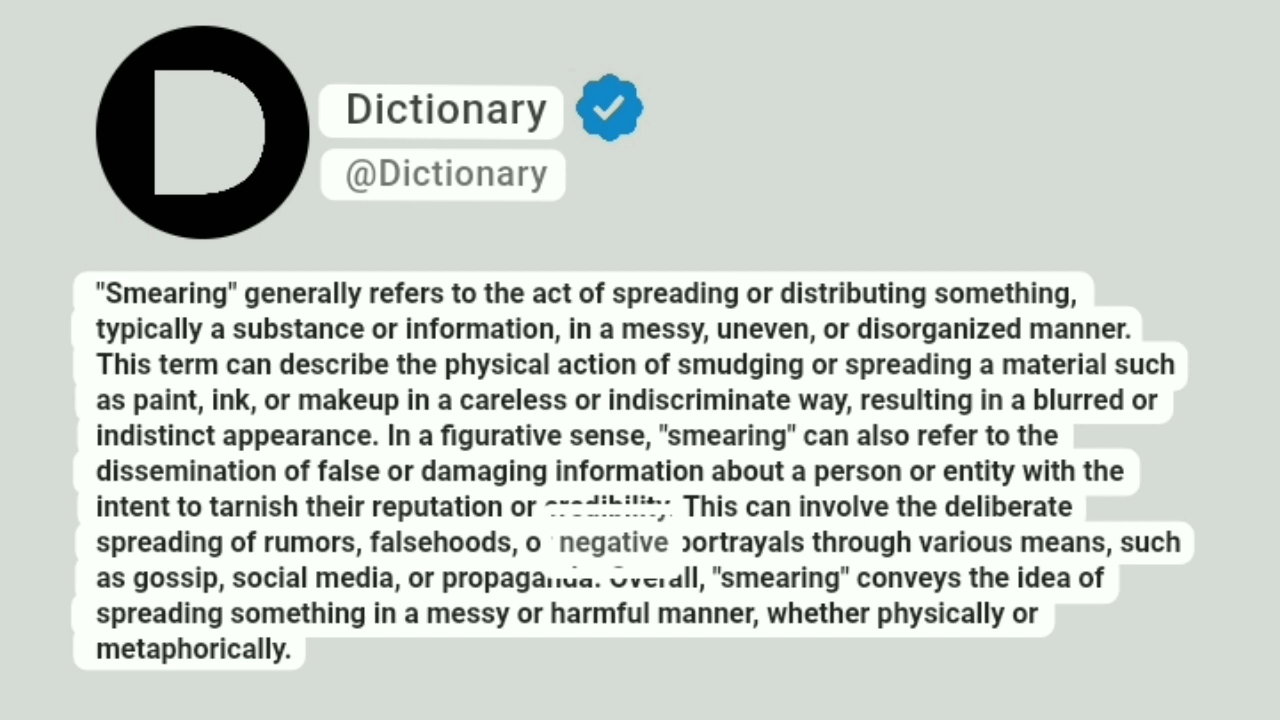 D
Dictionary
@Dictionary
"Smearing" generally refers to the act of spreading or distributing something,
typically a substance or information, in a messy, uneven, or disorganized manner.
This term can describe the physical action of smudging or spreading a material such
as paint, ink, or makeup in a careless or indiscriminate way, resulting in a blurred or
indistinct appearance. In a figurative sense, "smearing" can also refer to the
dissemination of false or damaging information about a person or entity with the
intent to tarnish their reputation or credibility. This can involve the deliberate
spreading of rumors, falsehoods, o negative portrayals through various means, such
as gossip, social media, or propaganda. Overall, "smearing" conveys the idea of
spreading something in a messy or harmful manner, whether physically or
metaphorically.